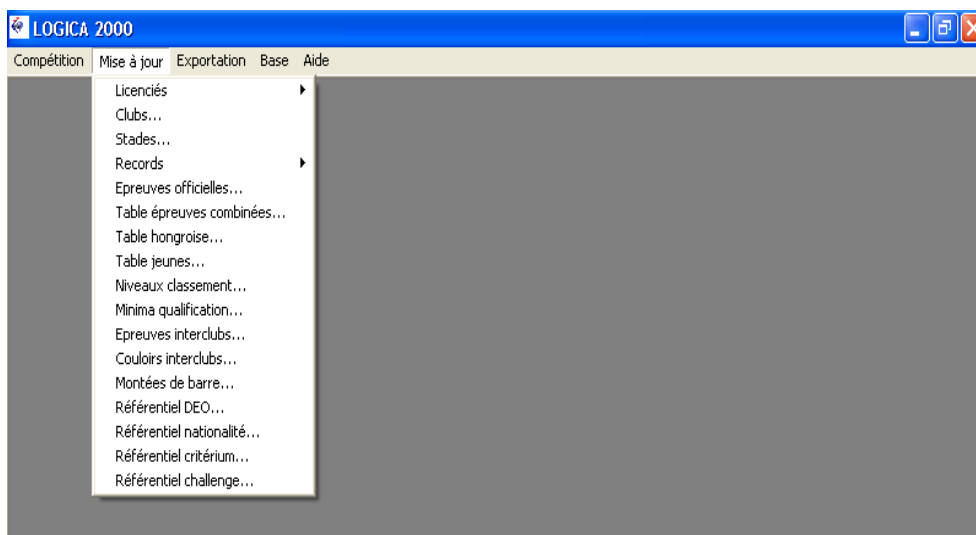 LOGICA 2000
Compétition Mise à jour Exportation Base Aide
Licenciés
Clubs...
Stades...
Records
Epreuves officielles...
Table épreuves combinées...
Table hongroise...
Table jeunes...
Niveaux classement...
Minima qualification...
Epreuves interclubs...
Couloirs interclubs...
Montées de barre...
Référentiel DEO...
Référentiel nationalité...
Référentiel critérium...
Référentiel challenge...